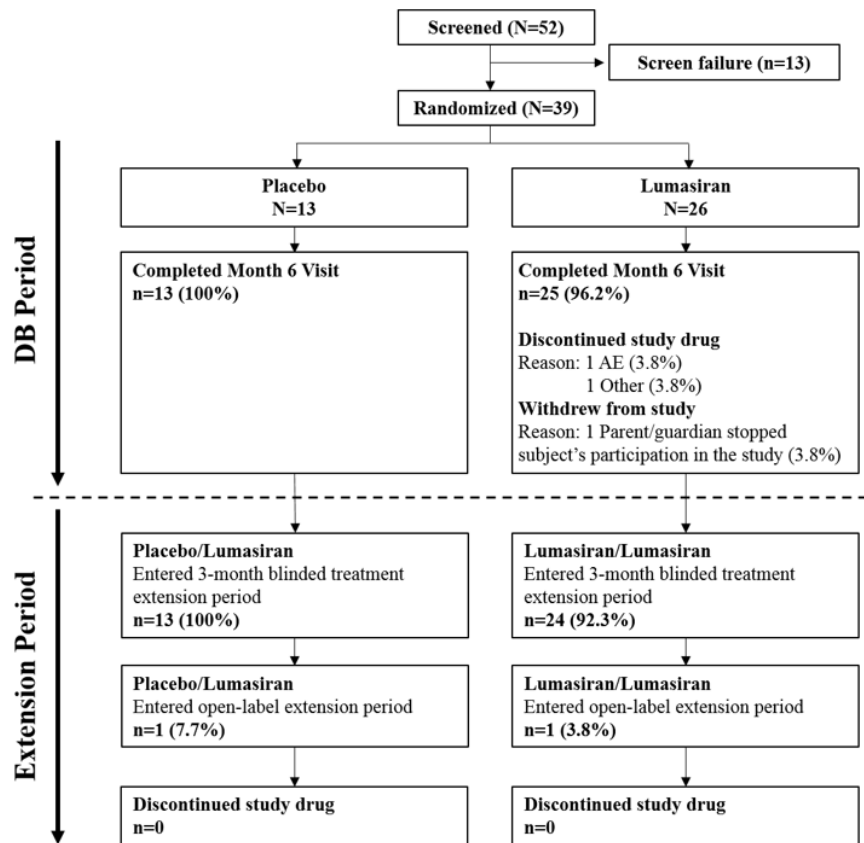 Screened (N=52)
Screen failure (n=13)
Randomized (N=39)
DB Period
Placebo
N=13
Lumasiran
N=26
Completed Month 6 Visit
n=13 (100%)
Completed Month 6 Visit
n=25 (96.2%)
Discontinued study drug
Reason: 1 AE (3.8%)
1 Other (3.8%)
Withdrew from study
Reason: 1 Parent/guardian stopped
subject's participation in the study (3.8%)
Extension Period
Placebo/Lumasiran
Entered 3-month blinded treatment
extension period
n=13 (100%)
Lumasiran/Lumasiran
Entered 3-month blinded treatment
extension period
n=24 (92.3%)
Placebo/Lumasiran
Entered open-label extension period
n=1 (7.7%)
Lumasiran/Lumasiran
Entered open-label extension period
n=1 (3.8%)
Discontinued study drug
n=0
Discontinued study drug
n=0